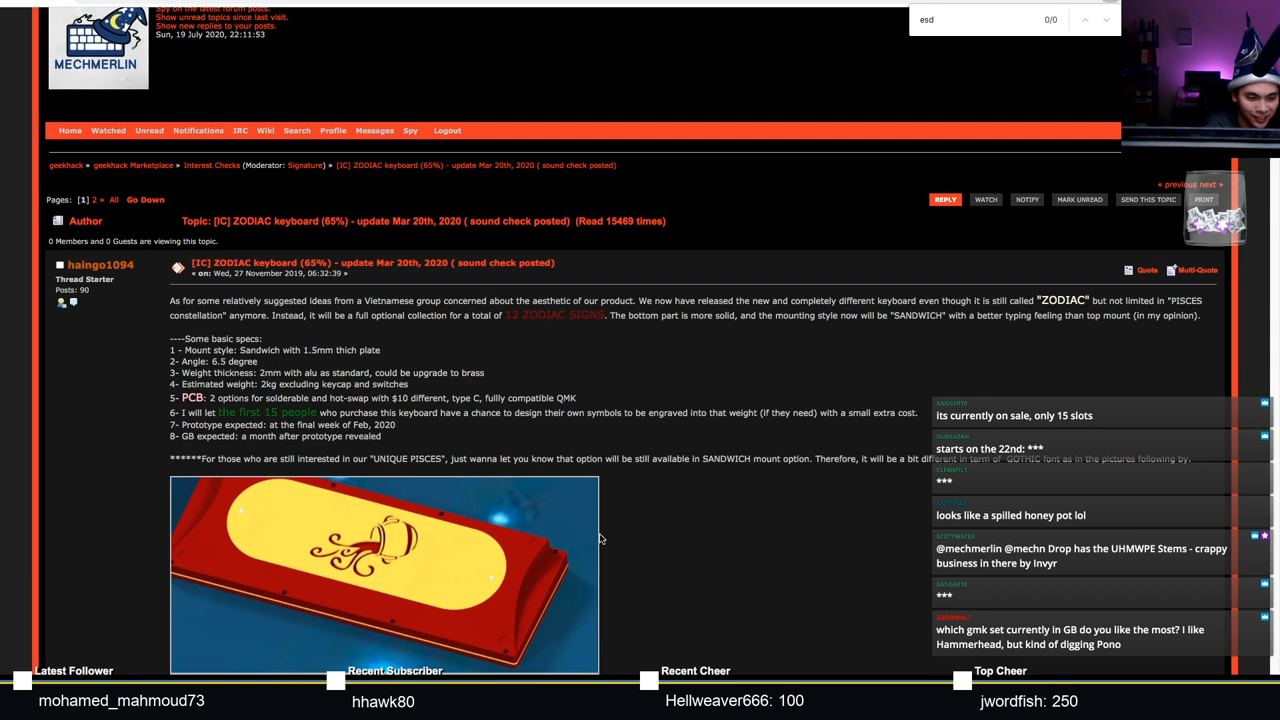 esd
0/0
Spy on the latest forum posts.
Show unread topics since last visit.
Show new replies to your posts.
Sun, 19 July 2020, 22:11:53
MECHMERLIN
Home Watched Unread Notifications IRC Wiki Search Profile Messages Spy Logout
geekhack » geekhack Marketplace » Interest Checks (Moderator: Signature) » [IC] ZODIAC keyboard (65%) - update Mar 20th, 2020 ( sound check posted)
« previous next »
Pages: [1] 2 » All Go Down
REPLY WATCH NOTIFY MARK UNREAD SEND THIS TOPIC PRINT
Author Topic: [IC] ZODIAC keyboard (65%) - update Mar 20th, 2020 ( sound check posted) (Read 15469 times)
0 Members and 0 Guests are viewing this topic.
haingo1094
Thread Starter
Posts: 90
[IC] ZODIAC keyboard (65%) - update Mar 20th, 2020 ( sound check posted)
« on: Wed, 27 November 2019, 06:32:39 »
Quote Multi-Quote
As for some relatively suggested ideas from a Vietnamese group concerned about the aesthetic of our product. We now have released the new and completely different keyboard even though it is still called "ZODIAC" but not limited in "PISCES
constellation" anymore. Instead, it will be a full optional collection for a total of 12 ZODIAC SIGNS. The bottom part is more solid, and the mounting style now will be "SANDWICH" with a better typing feeling than top mount (in my opinion).
----Some basic specs:
1 - Mount style: Sandwich with 1.5mm thich plate
2- Angle: 6.5 degree
3- Weight thickness: 2mm with alu as standard, could be upgrade to brass
4- Estimated weight: 2kg excluding keycap and switches
5- PCB: 2 options for solderable and hot-swap with $10 different, type C, fullly compatible QMK
6- I will let the first 15 people who purchase this keyboard have a chance to design their own symbols to be engraved into that weight (if they need) with a small extra cost.
7- Prototype expected: at the final week of Feb, 2020
8- GB expected: a month after prototype revealed
******For those who are still interested in our "UNIQUE PISCES", just wanna let you know that option will be still available in SANDWICH mount option. Therefore, it will be a bit different in term of GOTHIC font as in the pictures following by.
XANGER10
its currently on sale, only 15 slots
starts on the 22nd: ***
CLEANFIL3
***
looks like a spilled honey pot lol
SCOTTWATER
@mechmerlin @mechn Drop has the UHMWPE Stems - crappy
business in there by Invyr
XANGER10
***
which gmk set currently in GB do you like the most? I like
Hammerhead, but kind of digging Pono
Latest Follower
mohamed_mahmoud73
Recent Subscriber
hhawk80
Recent Cheer
Hellweaver666: 100
Top Cheer
jwordfish: 250